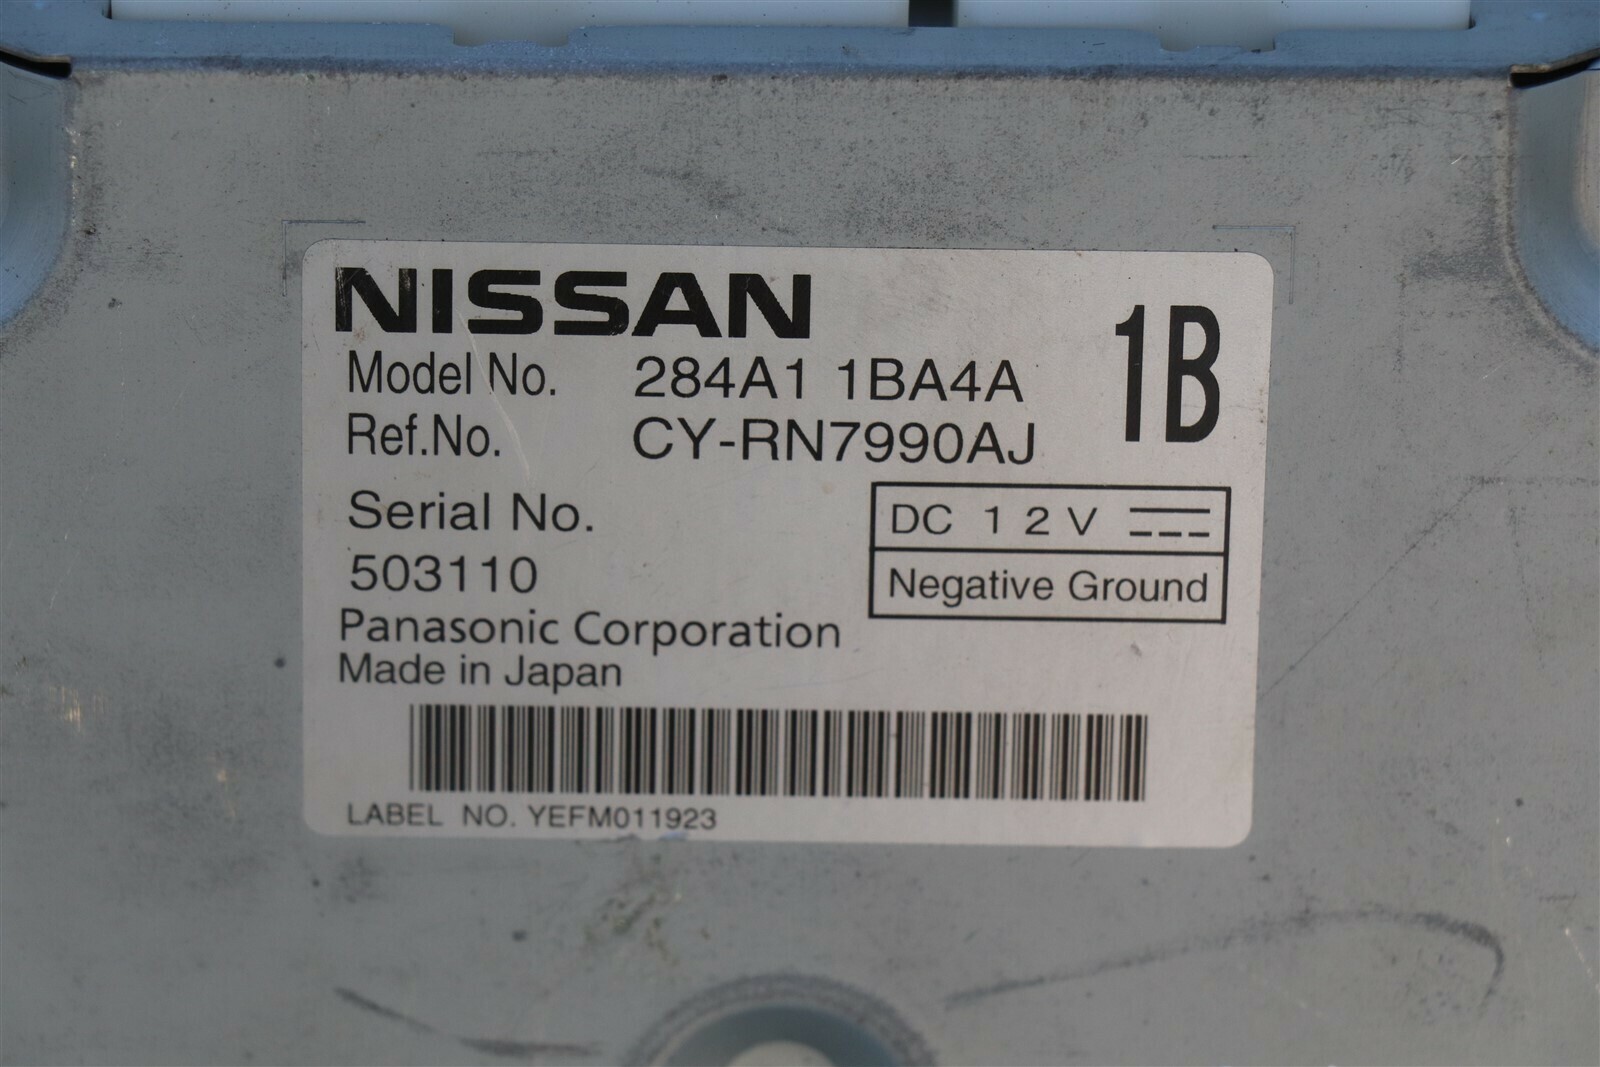 NISSAN
1B
Model No. 284A1 1BA4A
Ref.No. CY-RN7990AJ
Serial No.
503110
DC 12V
Negative Ground
Panasonic Corporation
Made in Japan
LABEL NO. YEFM011923